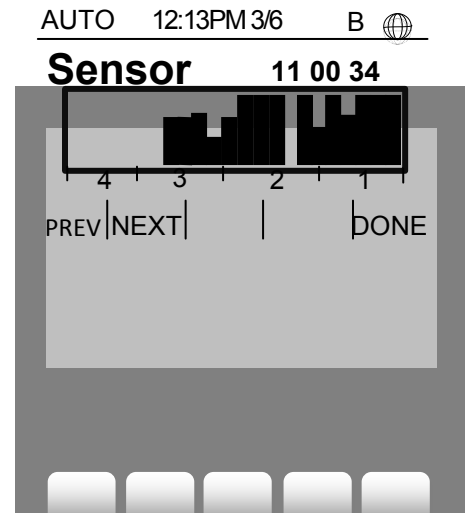 AUTO 12:13PM 3/6 B
Sensor 11 00 34
4 3 2 1
PREV NEXT DONE